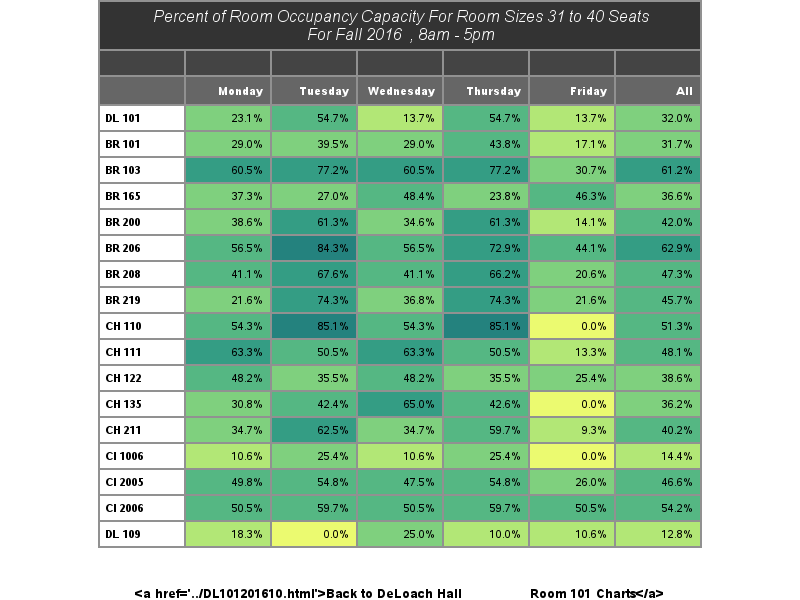 Percent of Room Occupancy Capacity For Room Sizes 31 to 40 Seats
For Fall 2016 , 8am - 5pm
Monday Tuesday Wednesday Thursday Friday All
DL 101 23.1% 54.7% 13.7% 54.7% 13.7% 32.0%
BR 101 29.0% 39.5% 29.0% 43.8% 17.1% 31.7%
BR 103 60.5% 77.2% 60.5% 77.2% 30.7% 61.2%
BR 165 37.3% 27.0% 48.4% 23.8% 46.3% 36.6%
BR 200 38.6% 61.3% 34.6% 61.3% 14.1% 42.0%
BR 206 56.5% 84.3% 56.5% 72.9% 44.1% 62.9%
BR 208 41.1% 67.6% 41.1% 66.2% 20.6% 47.3%
BR 219 21.6% 74.3% 36.8% 74.3% 21.6% 45.7%
CH 110 54.3% 85.1% 54.3% 85.1% 0.0% 51.3%
CH 111 63.3% 50.5% 63.3% 50.5% 13.3% 48.1%
CH 122 48.2% 35.5% 48.2% 35.5% 25.4% 38.6%
CH 135 30.8% 42.4% 65.0% 42.6% 0.0% 36.2%
CH 211 34.7% 62.5% 34.7% 59.7% 9.3% 40.2%
CI 1006 10.6% 25.4% 10.6% 25.4% 0.0% 14.4%
CI 2005 49.8% 54.8% 47.5% 54.8% 26.0% 46.6%
CI 2006 50.5% 59.7% 50.5% 59.7% 50.5% 54.2%
DL 109 18.3% 0.0% 25.0% 10.0% 10.6% 12.8%
<a href='../DL101201610.html'>Back to DeLoach Hall Room 101 Charts</a>